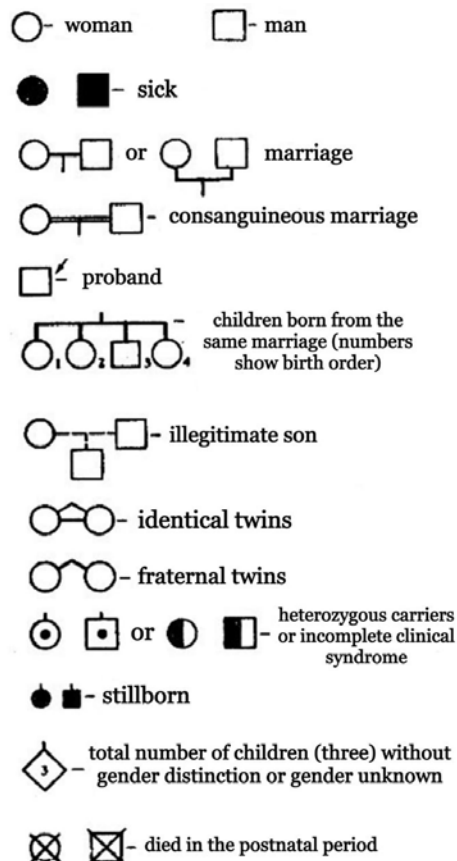 - woman - man
- sick
or marriage
- consanguineous marriage
- proband
1 2 3 4 - children born from the
same marriage (numbers
show birth order)
- illegitimate son
- identical twins
- fraternal twins
or - heterozygous carriers
or incomplete clinical
syndrome
- stillborn
3 - total number of children (three) without
gender distinction or gender unknown
- died in the postnatal period